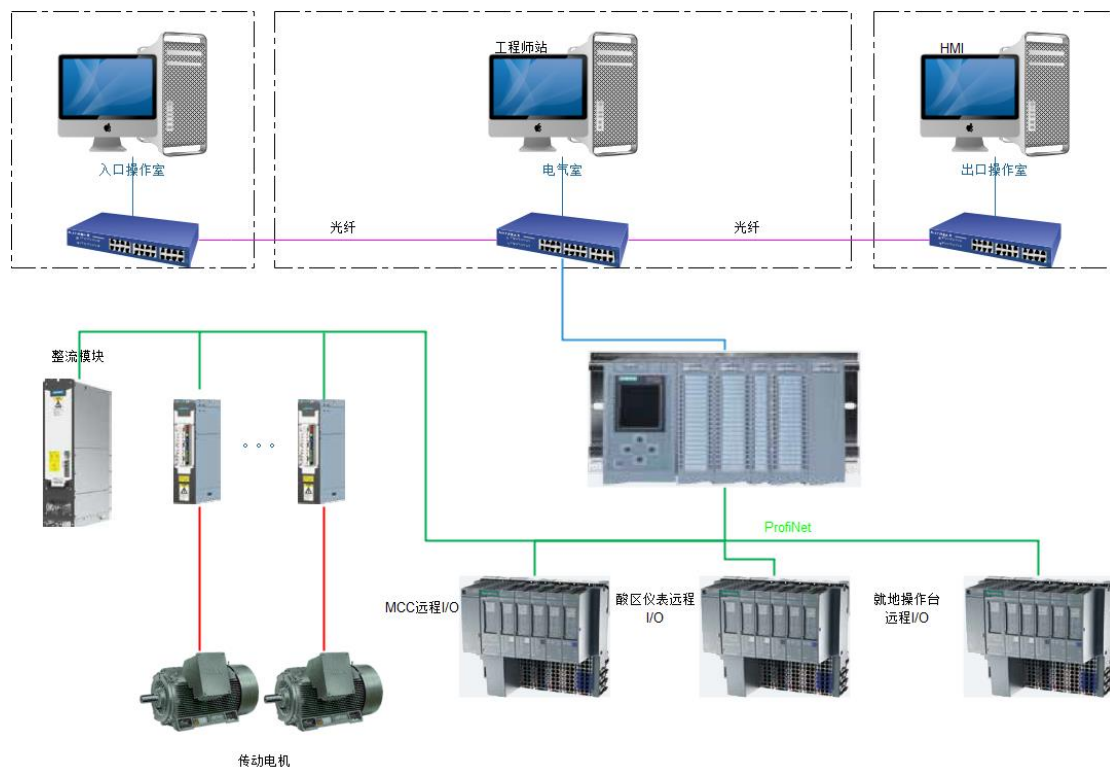 工程师站
HMI
入口操作室
电气室
出口操作室
光纤
光纤
整流模块
ProfiNet
MCC远程I/O
酸区仪表远程
I/O
就地操作台
远程I/O
传动电机